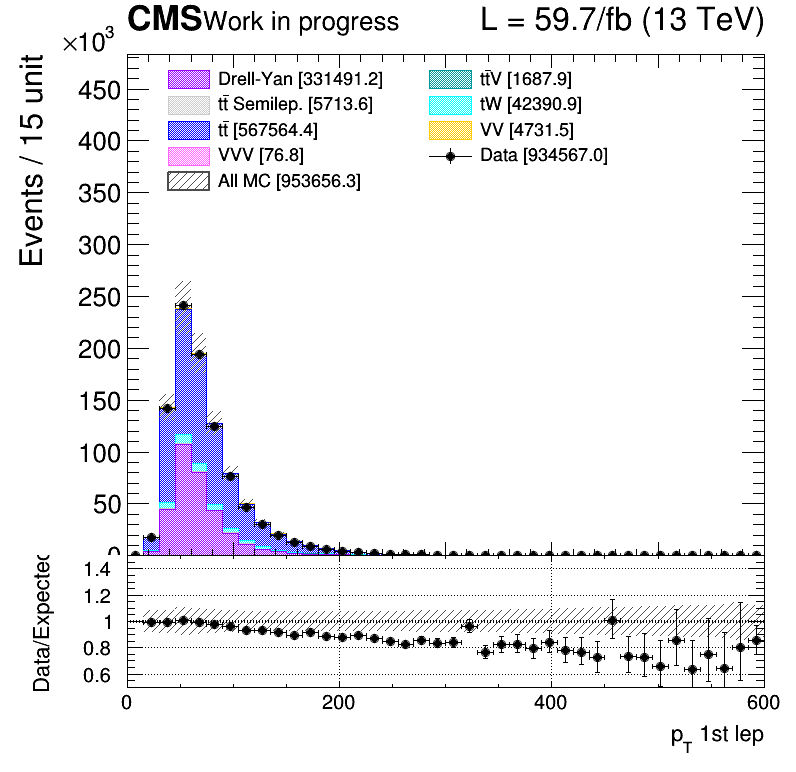 CMS Work in progress L = 59.7/fb (13 TeV)
×10³
Events / 15 unit
450
400
350
300
250
200
150
100
50
0
Drell-Yan [331491.2]
tt̄ Semilep. [5713.6]
tt̄ [567564.4]
VVV [76.8]
All MC [953656.3]
tt̄V [1687.9]
tW [42390.9]
VV [4731.5]
Data [934567.0]
Data/Expected
1.4
1.2
1
0.8
0.6
0 200 400 600
p_T 1st lep